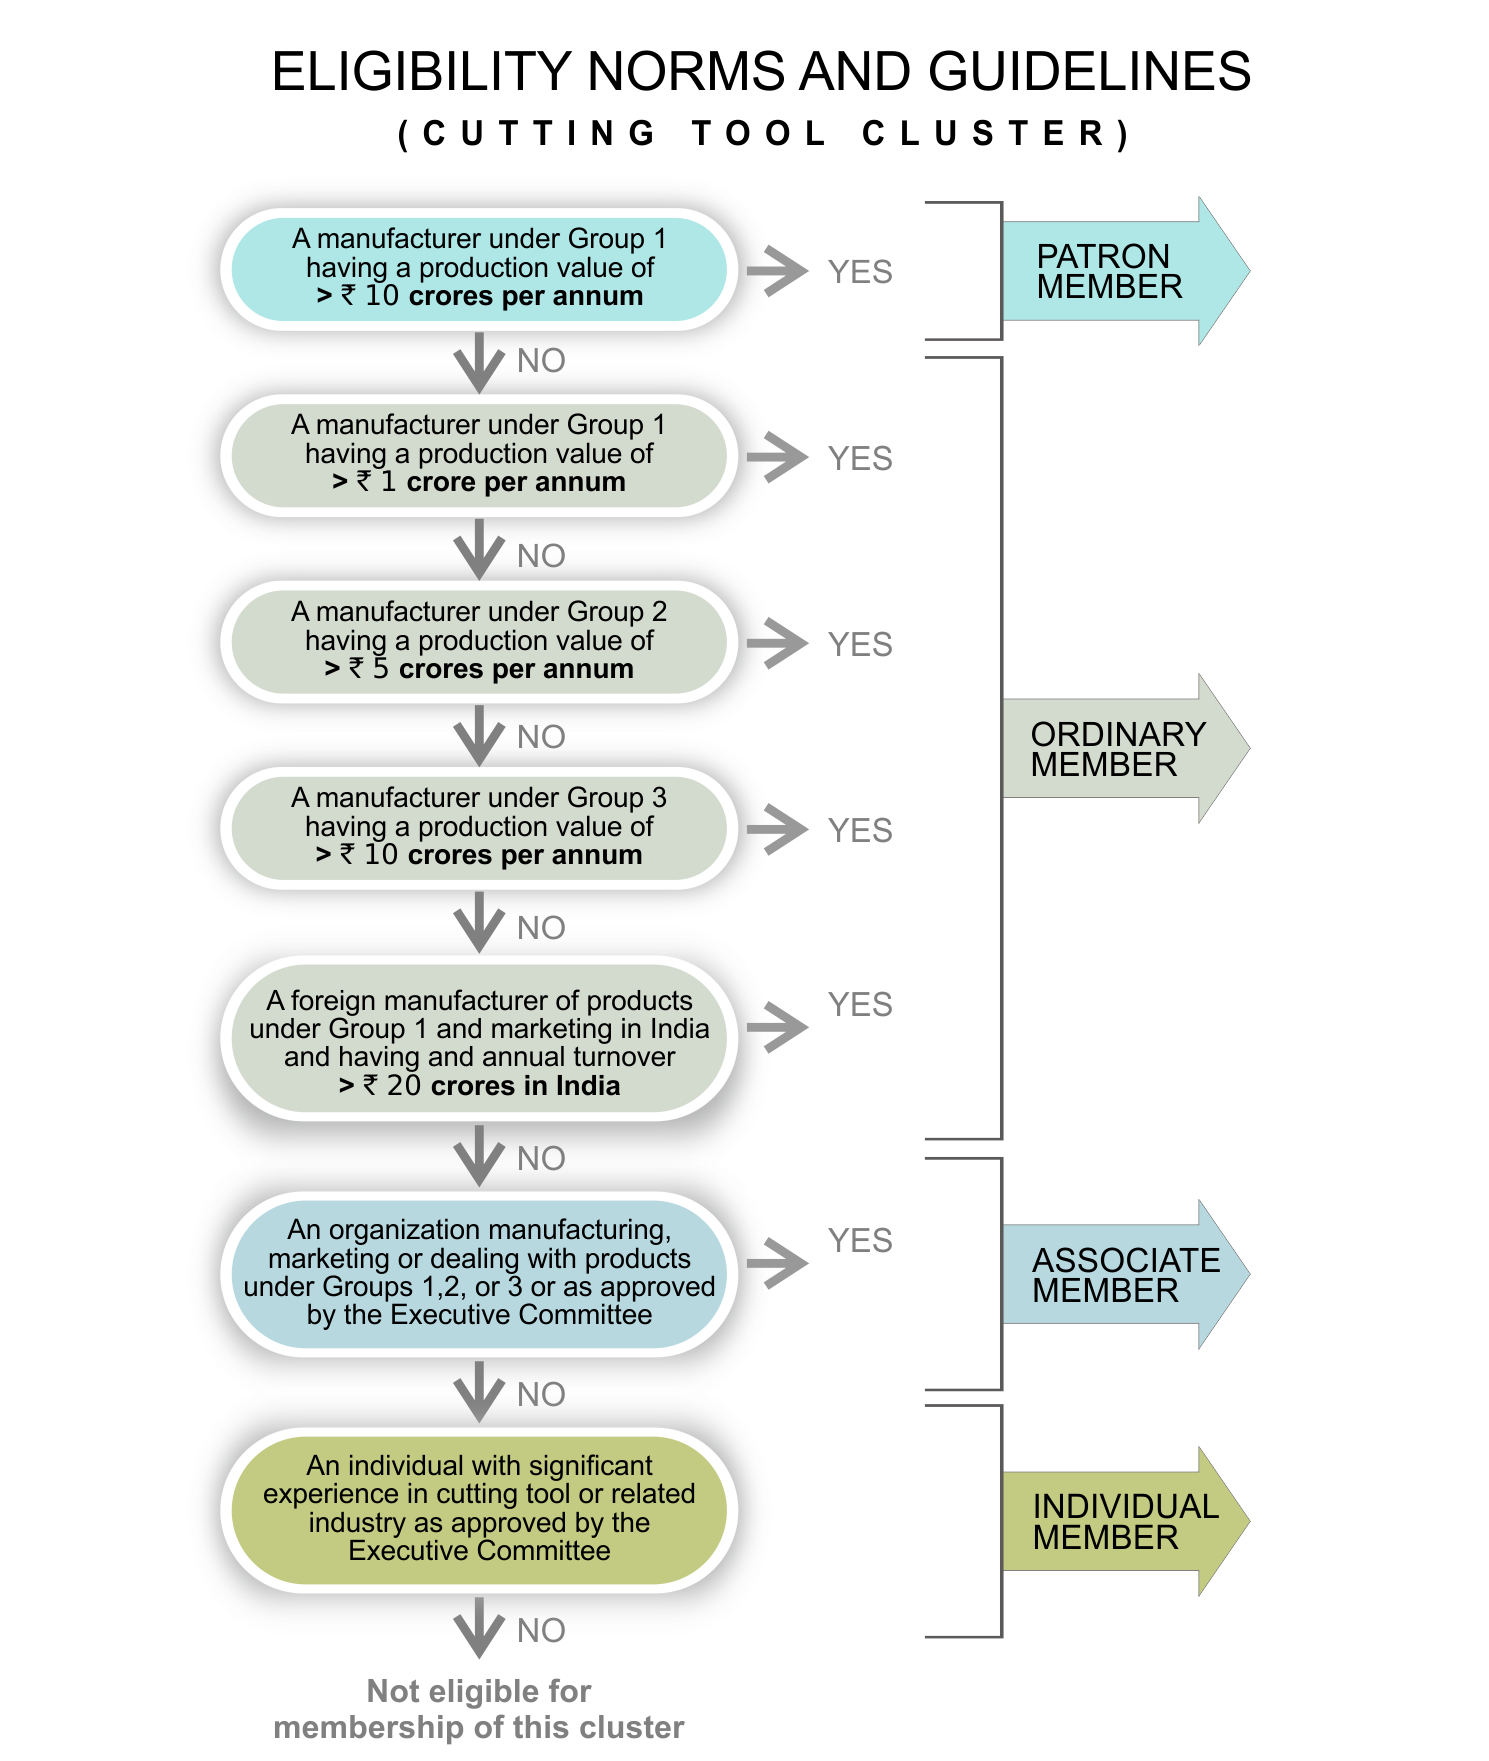 ELIGIBILITY NORMS AND GUIDELINES
(CUTTING TOOL CLUSTER)
A manufacturer under Group 1
having a production value of
> ₹ 10 crores per annum
YES
PATRON
MEMBER
NO
A manufacturer under Group 1
having a production value of
> ₹ 1 crore per annum
YES
NO
A manufacturer under Group 2
having a production value of
> ₹ 5 crores per annum
YES
NO
ORDINARY
MEMBER
A manufacturer under Group 3
having a production value of
> ₹ 10 crores per annum
YES
NO
A foreign manufacturer of products
under Group 1 and marketing in India
and having and annual turnover
> ₹ 20 crores in India
YES
NO
An organization manufacturing,
marketing or dealing with products
under Groups 1,2, or 3 or as approved
by the Executive Committee
YES
ASSOCIATE
MEMBER
NO
An individual with significant
experience in cutting tool or related
industry as approved by the
Executive Committee
INDIVIDUAL
MEMBER
NO
Not eligible for
membership of this cluster